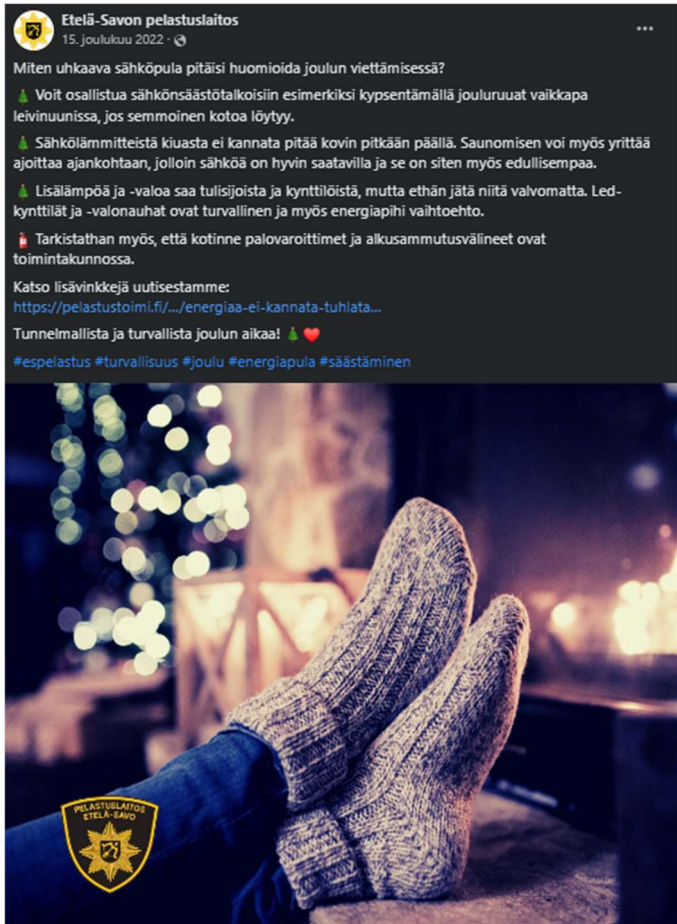 Etelä-Savon pelastuslaitos
15. joulukuu 2022 ·
Miten uhkaava sähköpula pitäisi huomioida joulun viettämisessä?
🎄 Voit osallistua sähkönsäästötalkoisiin esimerkiksi kypsentämällä jouluruuat vaikkapa
leivinuunissa, jos semmoinen kotoa löytyy.
🎄 Sähkölämmitteistä kiuasta ei kannata pitää kovin pitkään päällä. Saunomisen voi myös yrittää
ajoittaa ajankohtaan, jolloin sähköä on hyvin saatavilla ja se on siten myös edullisempaa.
🎄 Lisälämpöä ja -valoa saa tulisijoista ja kynttilöistä, mutta ethän jätä niitä valvomatta. Led-
kynttilät ja -valonauhat ovat turvallinen ja myös energiapihi vaihtoehto.
🧯 Tarkistathan myös, että kotinne palovaroittimet ja alkusammutusvälineet ovat
toimintakunnossa.
Katso lisävinkkejä uutisestamme:
https://pelastustoimi.fi/.../energiaa-ei-kannata-tuhlata...
Tunnelmallista ja turvallista joulun aikaa! 🎄❤️
#espelastus #turvallisuus #joulu #energiapula #säästäminen
PELASTUSLAITOS
ETELÄ-SAVO